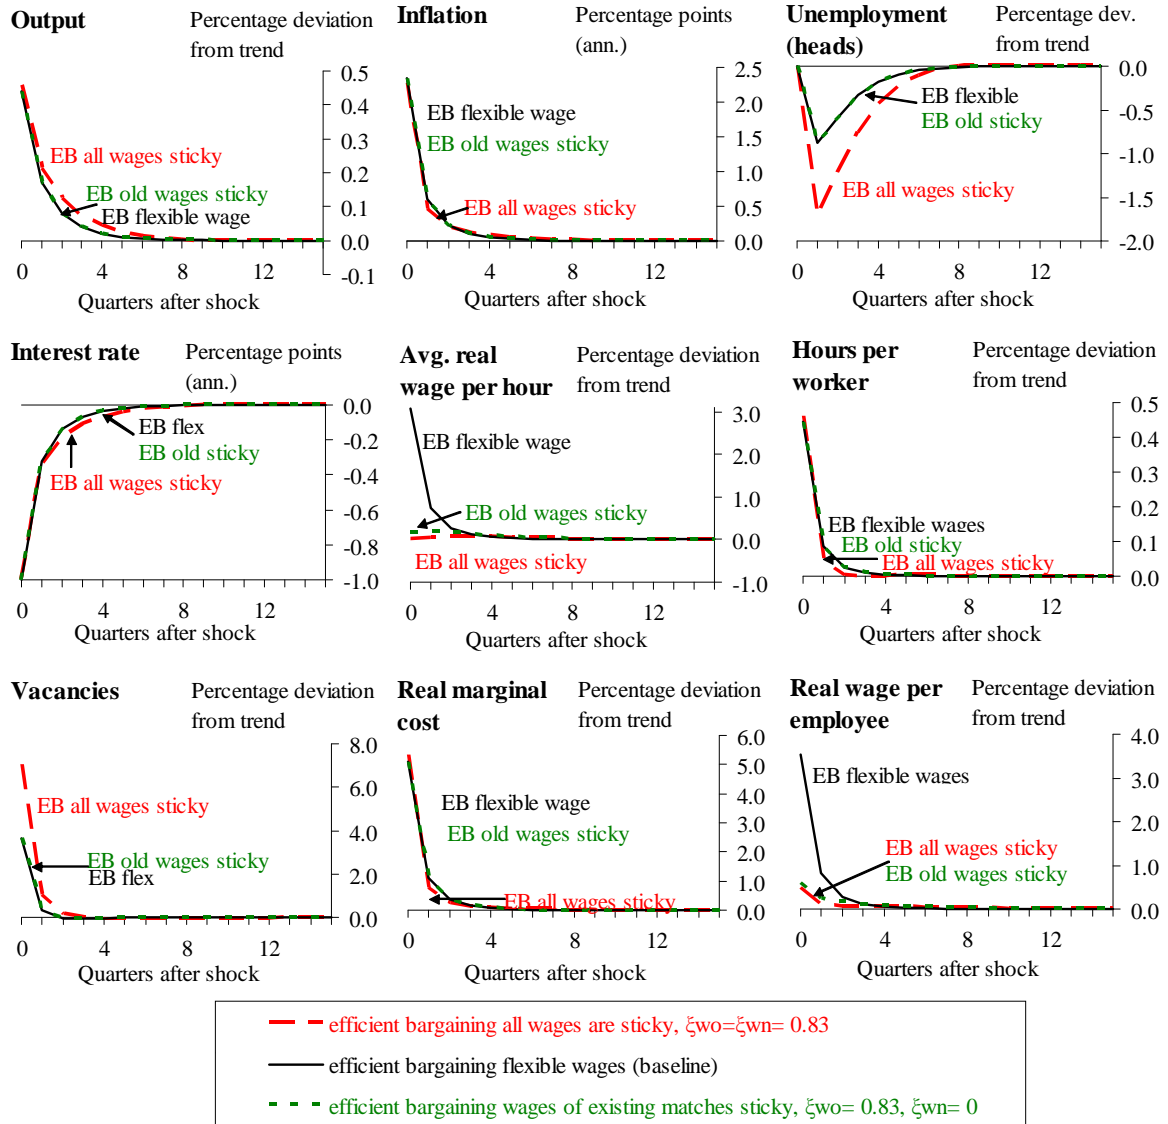 Output
Percentage deviation
from trend
0.5
0.4
0.3
0.2
0.1
0.0
-0.1
EB all wages sticky
EB old wages sticky
EB flexible wage
0 4 8 12
Quarters after shock
Inflation
Percentage points
(ann.)
2.5
2.0
1.5
1.0
0.5
0.0
EB flexible wage
EB old wages sticky
EB all wages sticky
0 4 8 12
Quarters after shock
Unemployment
(heads)
Percentage dev.
from trend
0.0
-0.5
-1.0
-1.5
-2.0
EB flexible
EB old sticky
EB all wages sticky
0 4 8 12
Quarters after shock
Interest rate
Percentage points
(ann.)
0.0
-0.2
-0.4
-0.6
-0.8
-1.0
EB flex
EB old sticky
EB all wages sticky
0 4 8 12
Quarters after shock
Avg. real
wage per hour
Percentage deviation
from trend
3.0
2.0
1.0
0.0
-1.0
EB flexible wage
EB old wages sticky
EB all wages sticky
0 4 8 12
Quarters after shock
Hours per
worker
Percentage deviation
from trend
0.5
0.4
0.3
0.2
0.1
0.0
EB flexible wages
EB old sticky
EB all wages sticky
0 4 8 12
Quarters after shock
Vacancies
Percentage deviation
from trend
8.0
6.0
4.0
2.0
0.0
EB all wages sticky
EB old wages sticky
EB flex
0 4 8 12
Quarters after shock
Real marginal
cost
Percentage deviation
from trend
6.0
5.0
4.0
3.0
2.0
1.0
0.0
EB flexible wage
EB old wages sticky
EB all wages sticky
0 4 8 12
Quarters after shock
Real wage per
employee
Percentage deviation
from trend
4.0
3.0
2.0
1.0
0.0
EB flexible wages
EB all wages sticky
EB old wages sticky
0 4 8 12
Quarters after shock
efficient bargaining all wages are sticky, ξwo=ξwn= 0.83
efficient bargaining flexible wages (baseline)
efficient bargaining wages of existing matches sticky, ξwo= 0.83, ξwn= 0